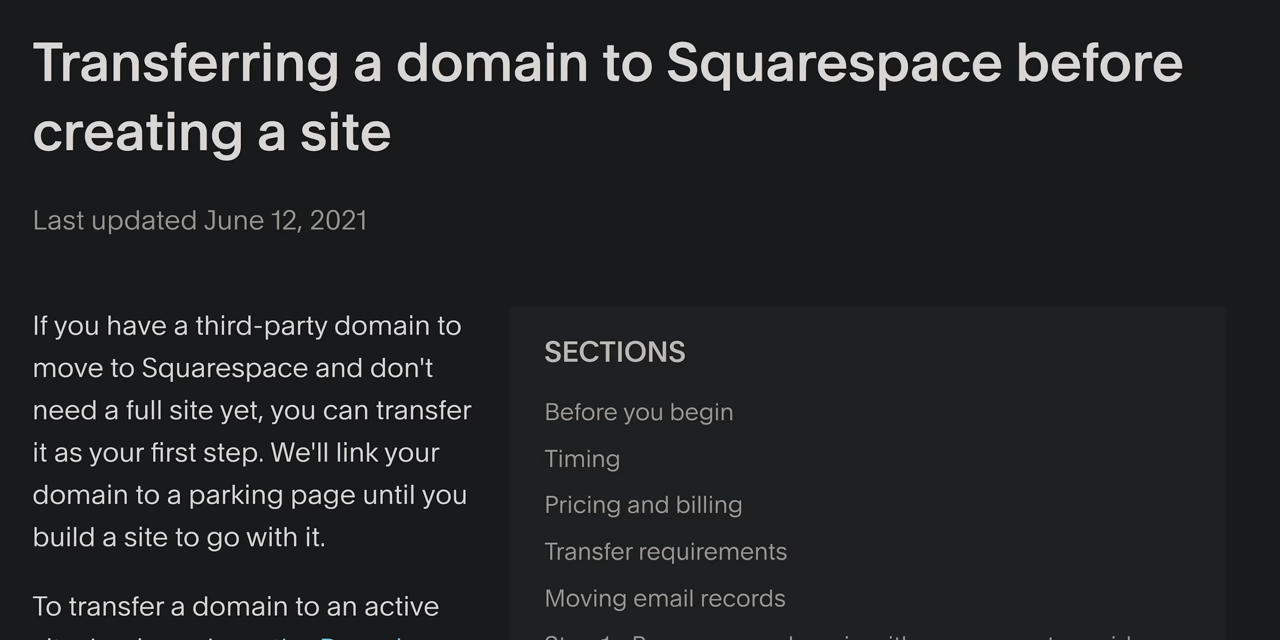 Transferring a domain to Squarespace before
creating a site
Last updated June 12, 2021
If you have a third-party domain to
move to Squarespace and don't
need a full site yet, you can transfer
it as your first step. We'll link your
domain to a parking page until you
build a site to go with it.
To transfer a domain to an active
SECTIONS
Before you begin
Timing
Pricing and billing
Transfer requirements
Moving email records